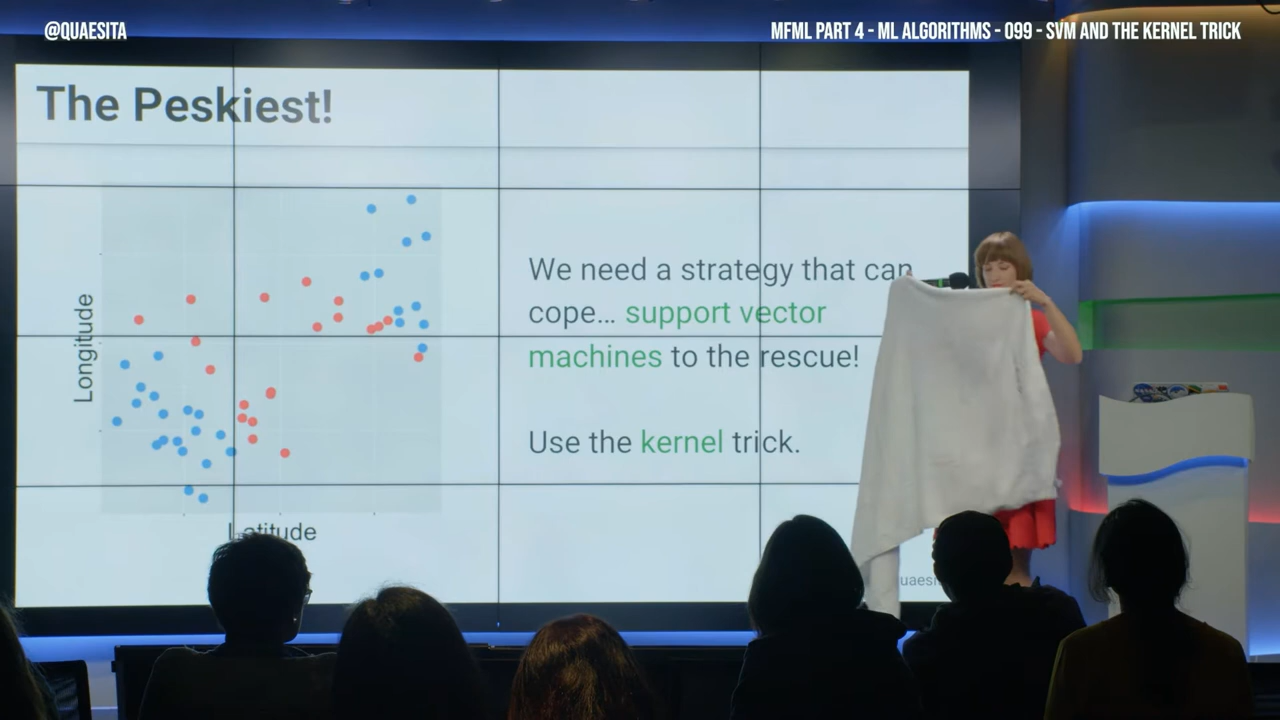 @QUAESITA
MFML PART 4 - ML ALGORITHMS - 099 - SVM AND THE KERNEL TRICK
The Peskiest!
Longitude
Latitude
We need a strategy that can
cope... support vector
machines to the rescue!
Use the kernel trick.